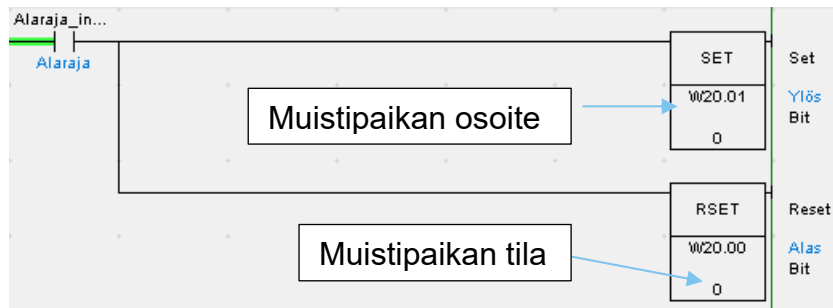 Alaraja_in...
Alaraja
SET
Set
Muistipaikan osoite
W20.01
Ylös
Bit
0
RSET
Reset
Muistipaikan tila
W20.00
Alas
Bit
0